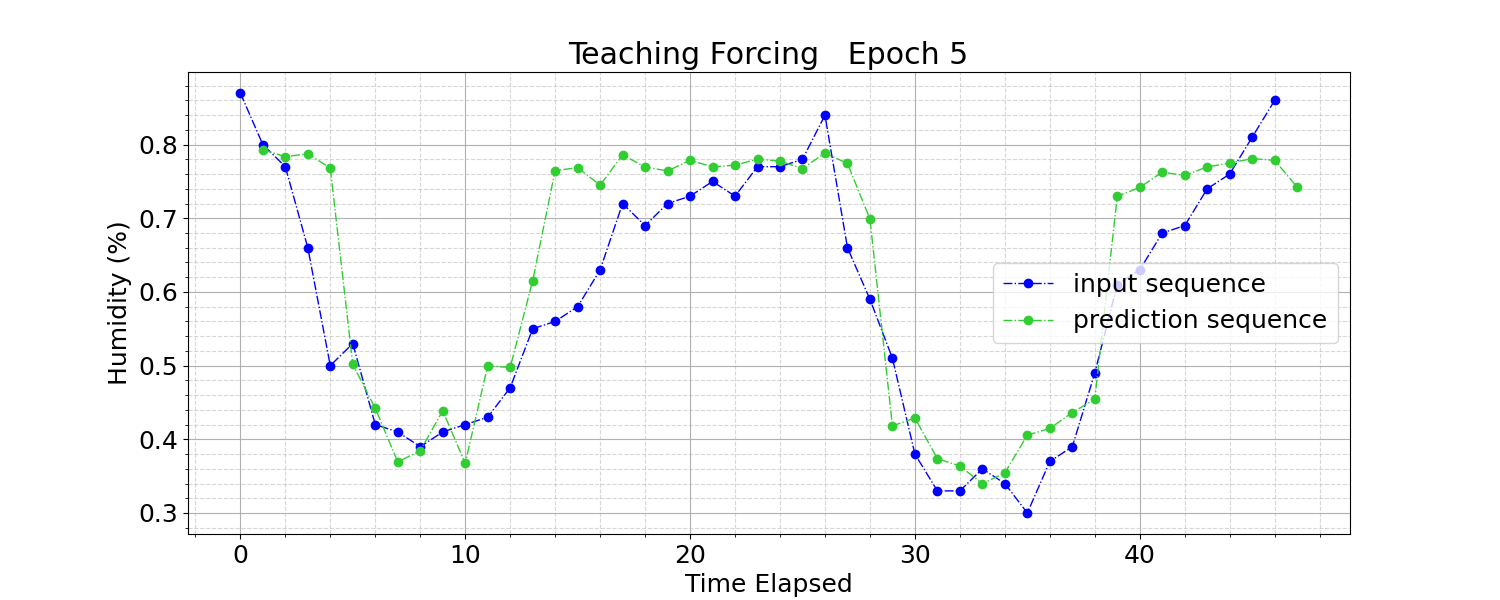 Teaching Forcing   Epoch 5
Humidity (%)
0.8
0.7
0.6
0.5
0.4
0.3
input sequence
prediction sequence
0 10 20 30 40
Time Elapsed